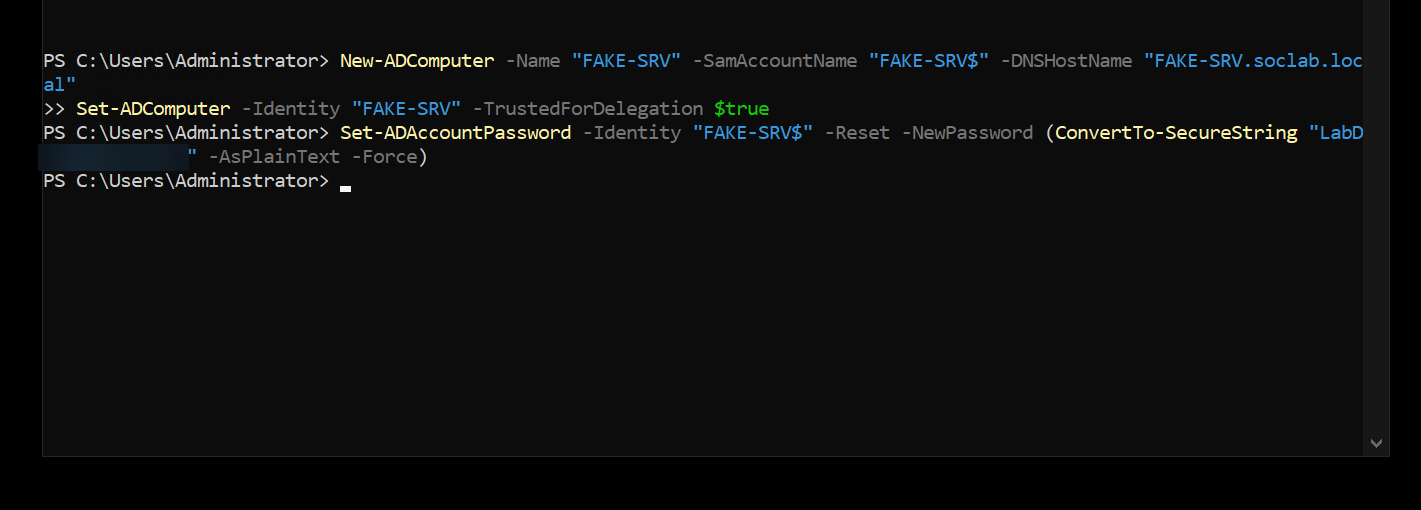 PS C:\Users\Administrator> New-ADComputer -Name "FAKE-SRV" -SamAccountName "FAKE-SRV$" -DNSHostName "FAKE-SRV.soclab.loc
al"
>> Set-ADComputer -Identity "FAKE-SRV" -TrustedForDelegation $true
PS C:\Users\Administrator> Set-ADAccountPassword -Identity "FAKE-SRV$" -Reset -NewPassword (ConvertTo-SecureString "LabD
" -AsPlainText -Force)
PS C:\Users\Administrator>